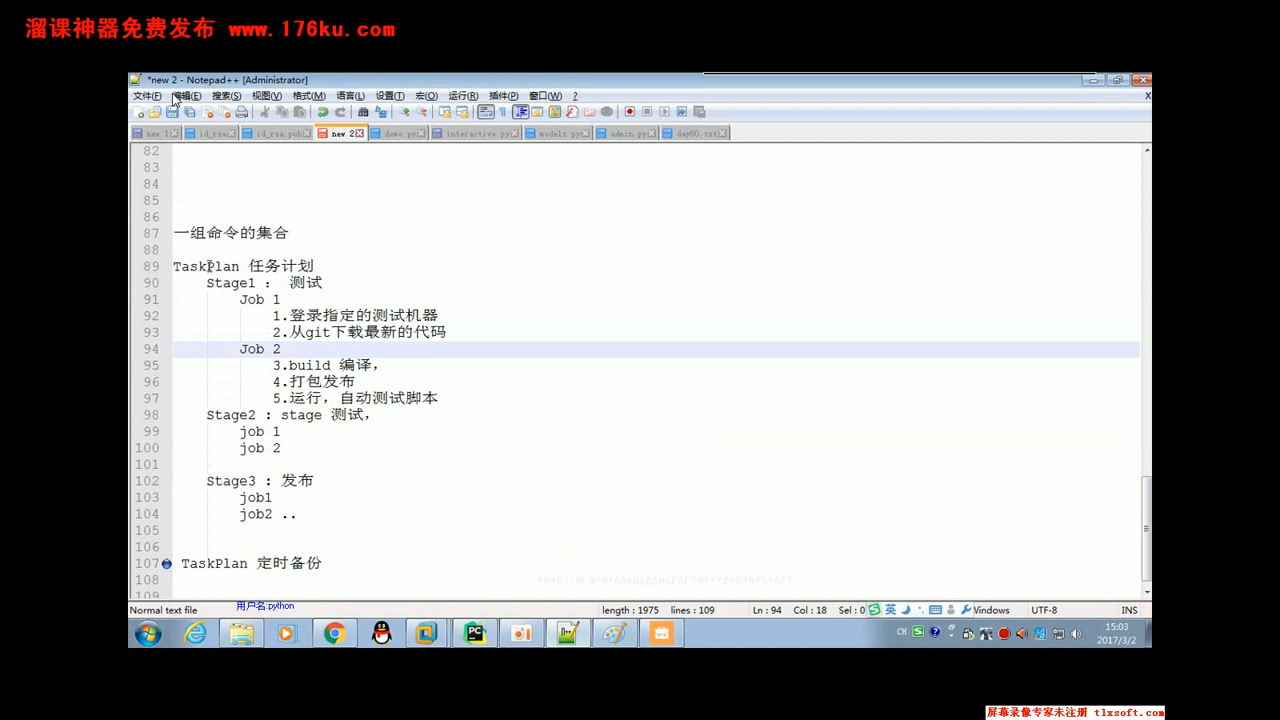 溜课神器免费发布 www.176ku.com
*new 2 - Notepad++ [Administrator]
文件(F) 编辑(E) 搜索(S) 视图(V) 格式(M) 语言(L) 设置(T) 宏(O) 运行(R) 插件(P) 窗口(W) ? X
new 1 id_rsa id_rsa.pub new 2 demo.py interactive.py models.py admin.py day80.txt
82
83
84
85
86
87 一组命令的集合
88
89 TaskPlan 任务计划
90 Stage1 : 测试
91 Job 1
92 1.登录指定的测试机器
93 2.从git下载最新的代码
94 Job 2
95 3.build 编译,
96 4.打包发布
97 5.运行, 自动测试脚本
98 Stage2 : stage 测试,
99 job 1
100 job 2
101
102 Stage3 : 发布
103 job1
104 job2 ..
105
106
107 TaskPlan 定时备份
108
109
Normal text file 用户名:python length : 1975 lines : 109 Ln : 94 Col : 18 Sel : 0 英 Windows UTF-8 INS
CH 15:03
2017/3/2
屏幕录像专家未注册 tlxsoft.com